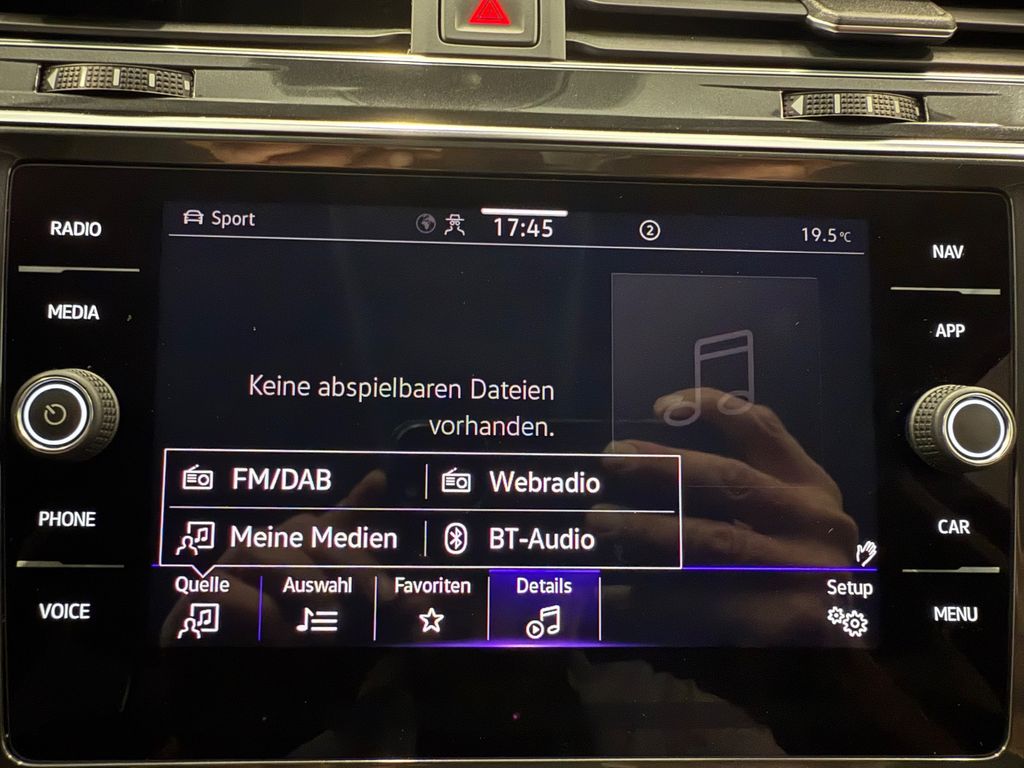 RADIO
MEDIA
PHONE
VOICE
Sport
17:45
2
19.5°C
Keine abspielbaren Dateien
vorhanden.
FM/DAB
Webradio
Meine Medien
BT-Audio
Quelle
Auswahl
Favoriten
Details
Setup
NAV
APP
CAR
MENU